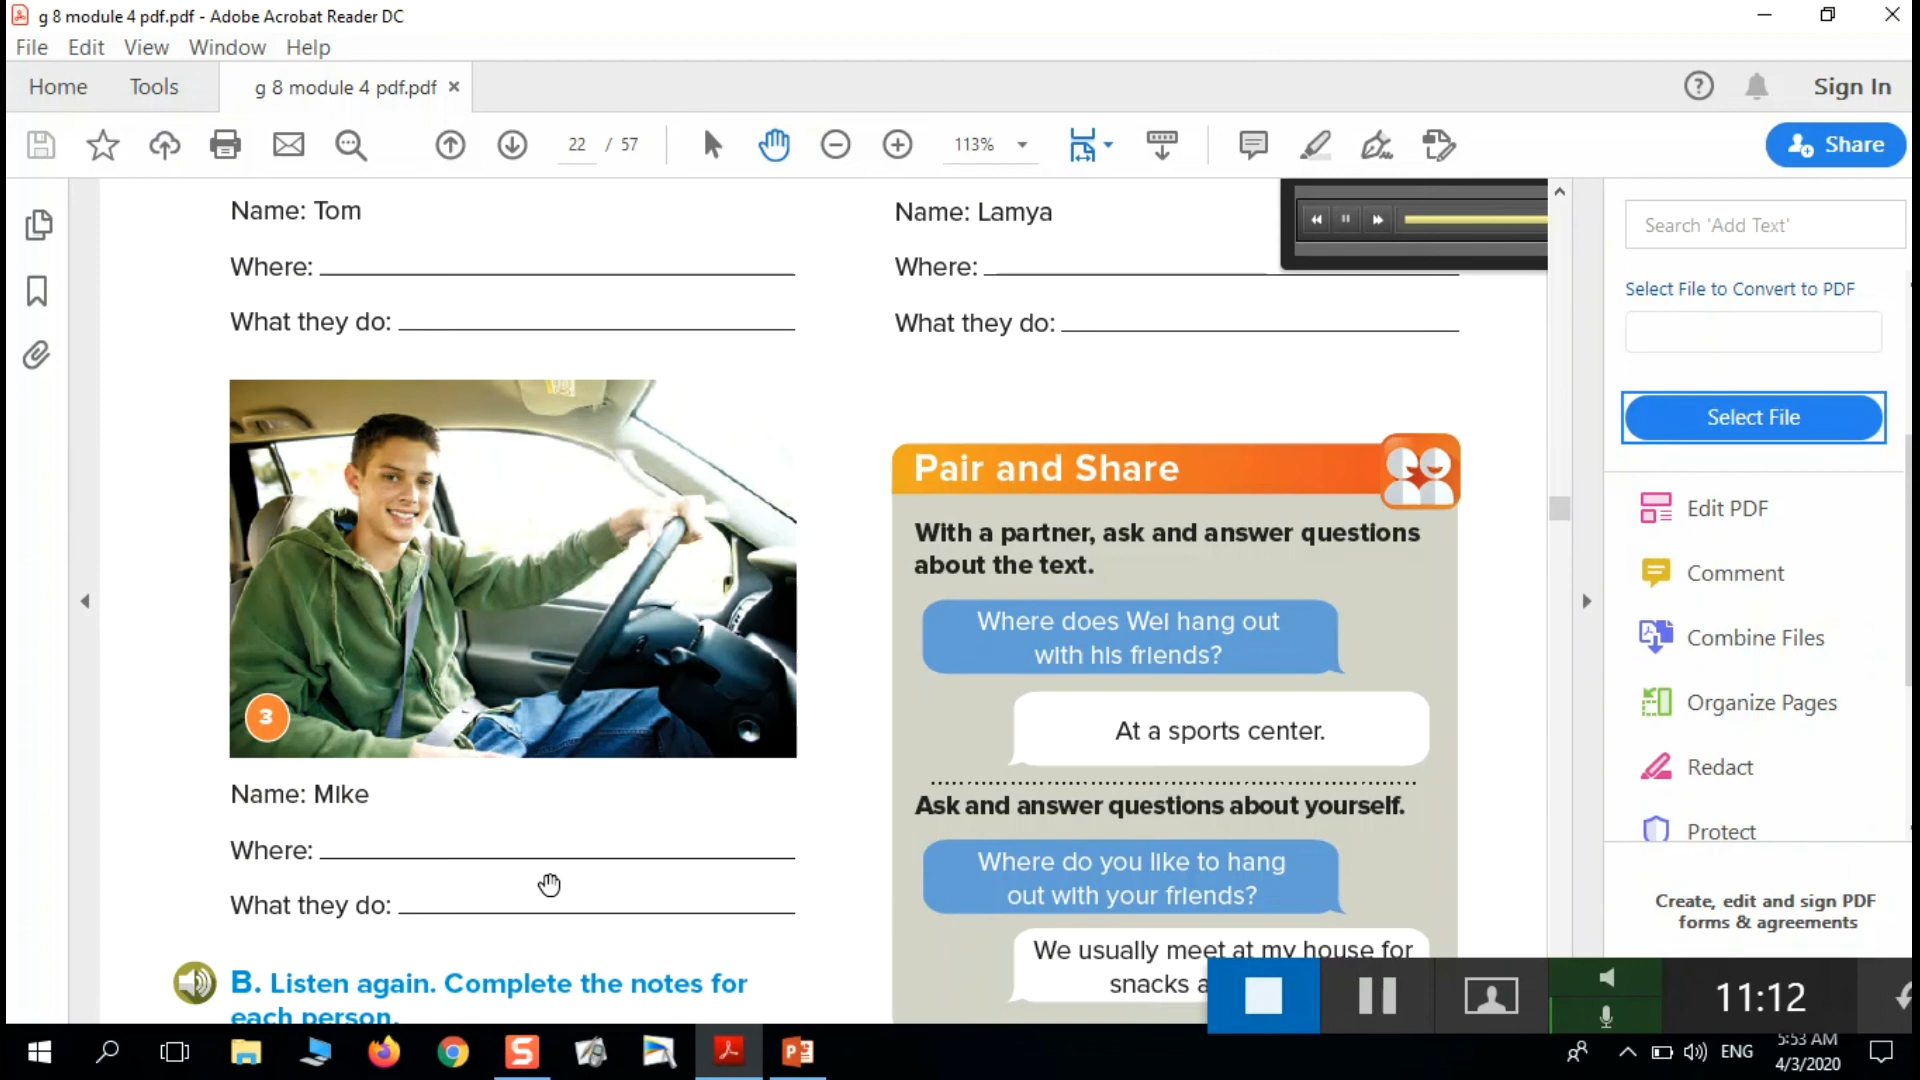 g 8 module 4 pdf.pdf - Adobe Acrobat Reader DC
File Edit View Window Help
Home Tools g 8 module 4 pdf.pdf × Sign In
22 / 57 113% Share
Name: Tom
Where:
What they do:
Name: Lamya
Where:
What they do:
3
Name: Mike
Where:
What they do:
B. Listen again. Complete the notes for
each person.
Pair and Share
With a partner, ask and answer questions
about the text.
Where does Wel hang out
with his friends?
At a sports center.
Ask and answer questions about yourself.
Where do you like to hang
out with your friends?
We usually meet at my house for
snacks
Search 'Add Text'
Select File to Convert to PDF
Select File
Edit PDF
Comment
Combine Files
Organize Pages
Redact
Protect
Create, edit and sign PDF
forms & agreements
11:12
ENG
5:53 AM
4/3/2020